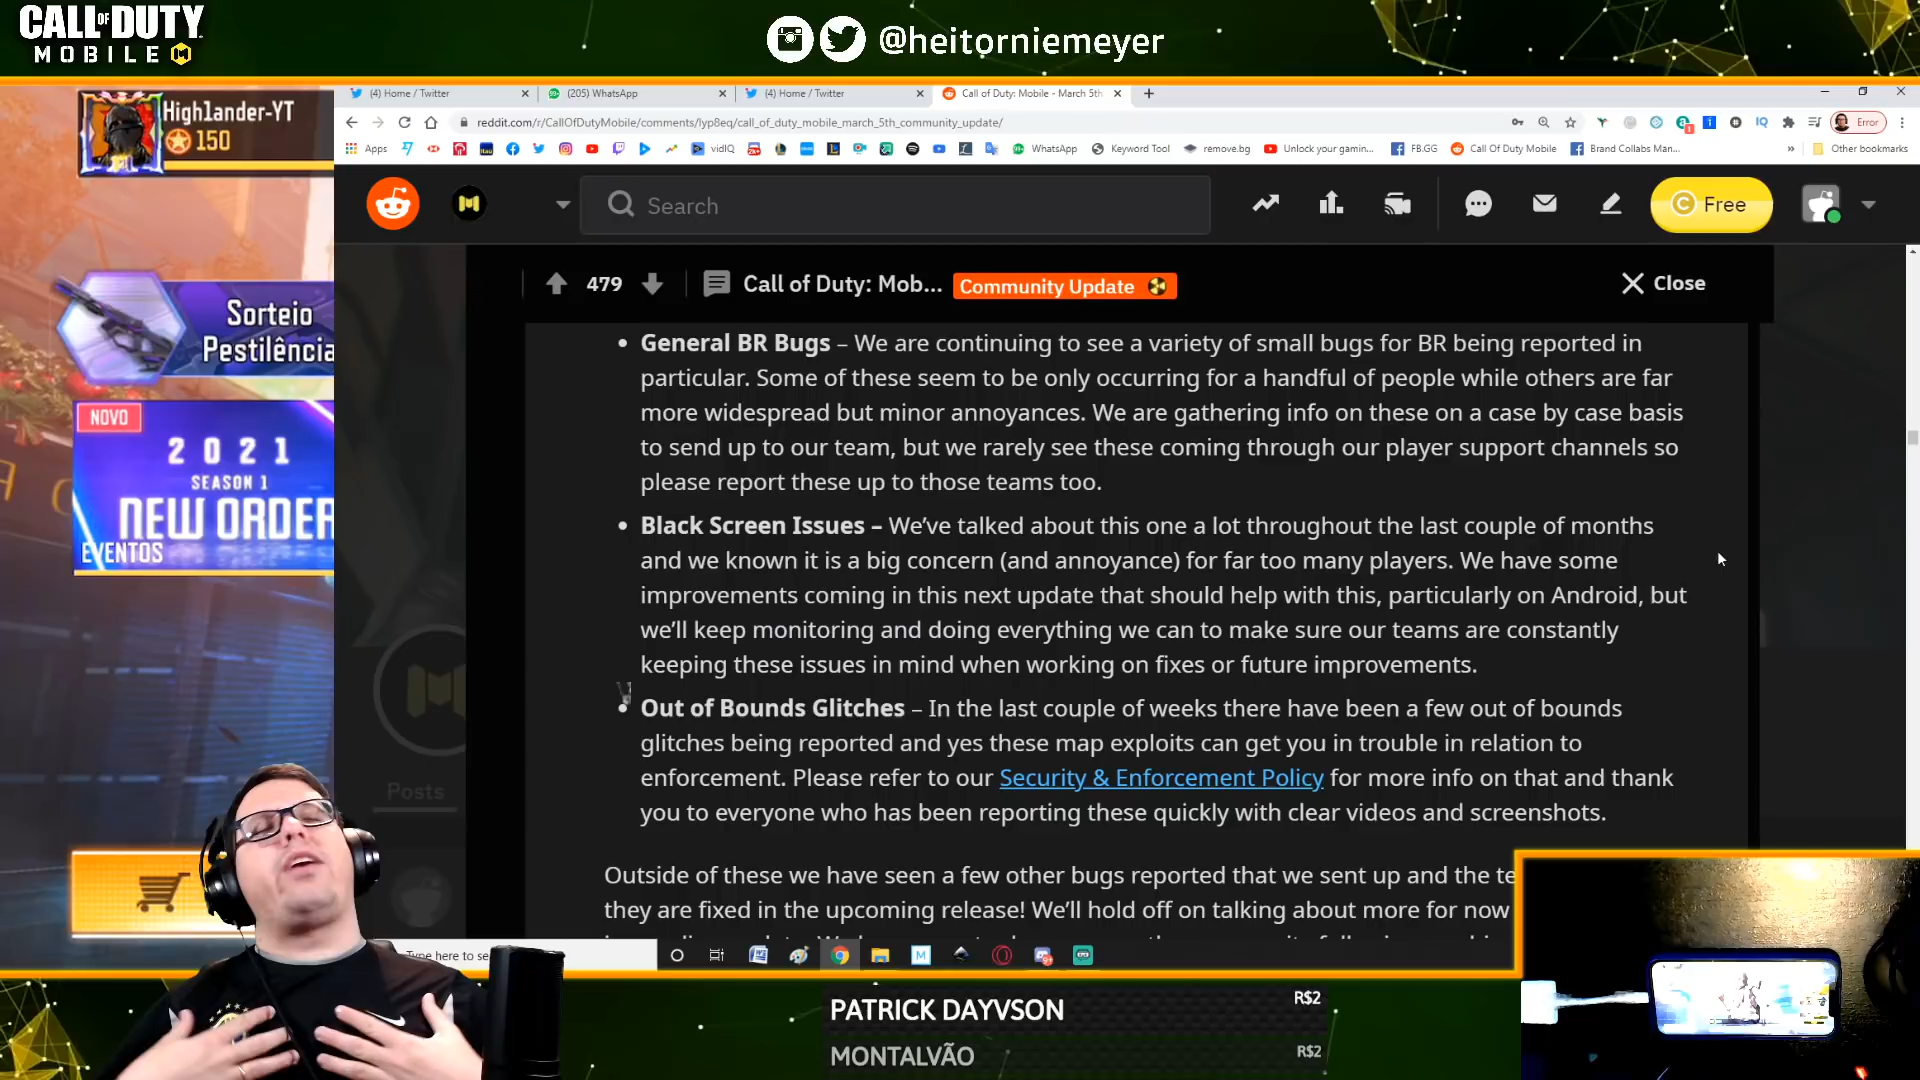 CALL OF DUTY
MOBILE
@heitorniemeyer
High1ander-YT
150
Sorteio
Pestilência
NOVO
2021
SEASON 1
NEW ORDER
EVENTOS
(4) Home / Twitter
(205) WhatsApp
(4) Home / Twitter
Call of Duty: Mobile - March 5th
reddit.com/r/CallOfDutyMobile/comments/lyp8eq/call_of_duty_mobile_march_5th_community_update/
Error
Apps
vidIQ
WhatsApp
Keyword Tool
remove.bg
Unlock your gamin...
FB.GG
Call Of Duty Mobile
Brand Collabs Man...
Other bookmarks
Search
Free
479
Call of Duty: Mob...
Community Update
Close
General BR Bugs – We are continuing to see a variety of small bugs for BR being reported in
particular. Some of these seem to be only occurring for a handful of people while others are far
more widespread but minor annoyances. We are gathering info on these on a case by case basis
to send up to our team, but we rarely see these coming through our player support channels so
please report these up to those teams too.
Black Screen Issues – We've talked about this one a lot throughout the last couple of months
and we known it is a big concern (and annoyance) for far too many players. We have some
improvements coming in this next update that should help with this, particularly on Android, but
we'll keep monitoring and doing everything we can to make sure our teams are constantly
keeping these issues in mind when working on fixes or future improvements.
Out of Bounds Glitches – In the last couple of weeks there have been a few out of bounds
glitches being reported and yes these map exploits can get you in trouble in relation to
enforcement. Please refer to our Security & Enforcement Policy for more info on that and thank
you to everyone who has been reporting these quickly with clear videos and screenshots.
Posts
Outside of these we have seen a few other bugs reported that we sent up and the
they are fixed in the upcoming release! We'll hold off on talking about more for now
Type here to
PATRICK DAYVSON
R$2
MONTALVÃO
R$2